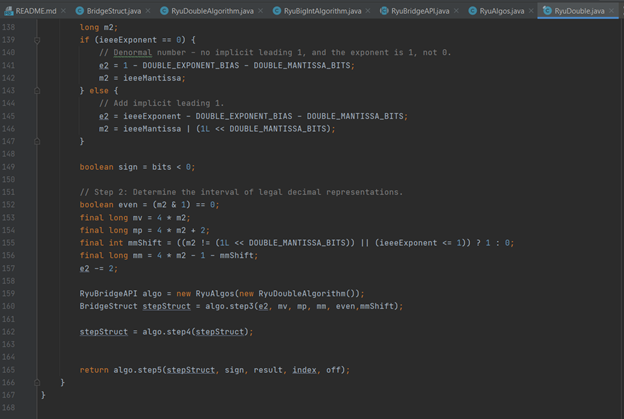 README.md BridgeStruct.java RyuDoubleAlgorithm.java RyuBigIntAlgorithm.java RyuBridgeAPI.java RyuAlgos.java RyuDouble.java
138 long m2;
139 if (ieeeExponent == 0) {
140 // Denormal number - no implicit leading 1, and the exponent is 1, not 0.
141 e2 = 1 - DOUBLE_EXPONENT_BIAS - DOUBLE_MANTISSA_BITS;
142 m2 = ieeeMantissa;
143 } else {
144 // Add implicit leading 1.
145 e2 = ieeeExponent - DOUBLE_EXPONENT_BIAS - DOUBLE_MANTISSA_BITS;
146 m2 = ieeeMantissa | (1L << DOUBLE_MANTISSA_BITS);
147 }
148
149 boolean sign = bits < 0;
150
151 // Step 2: Determine the interval of legal decimal representations.
152 boolean even = (m2 & 1) == 0;
153 final long mv = 4 * m2;
154 final long mp = 4 * m2 + 2;
155 final int mmShift = ((m2 != (1L << DOUBLE_MANTISSA_BITS)) || (ieeeExponent <= 1)) ? 1 : 0;
156 final long mm = 4 * m2 - 1 - mmShift;
157 e2 -= 2;
158
159 RyuBridgeAPI algo = new RyuAlgos(new RyuDoubleAlgorithm());
160 BridgeStruct stepStruct = algo.step3(e2, mv, mp, mm, even,mmShift);
161
162 stepStruct = algo.step4(stepStruct);
163
164
165 return algo.step5(stepStruct, sign, result, index, off);
166 }
167 }
168